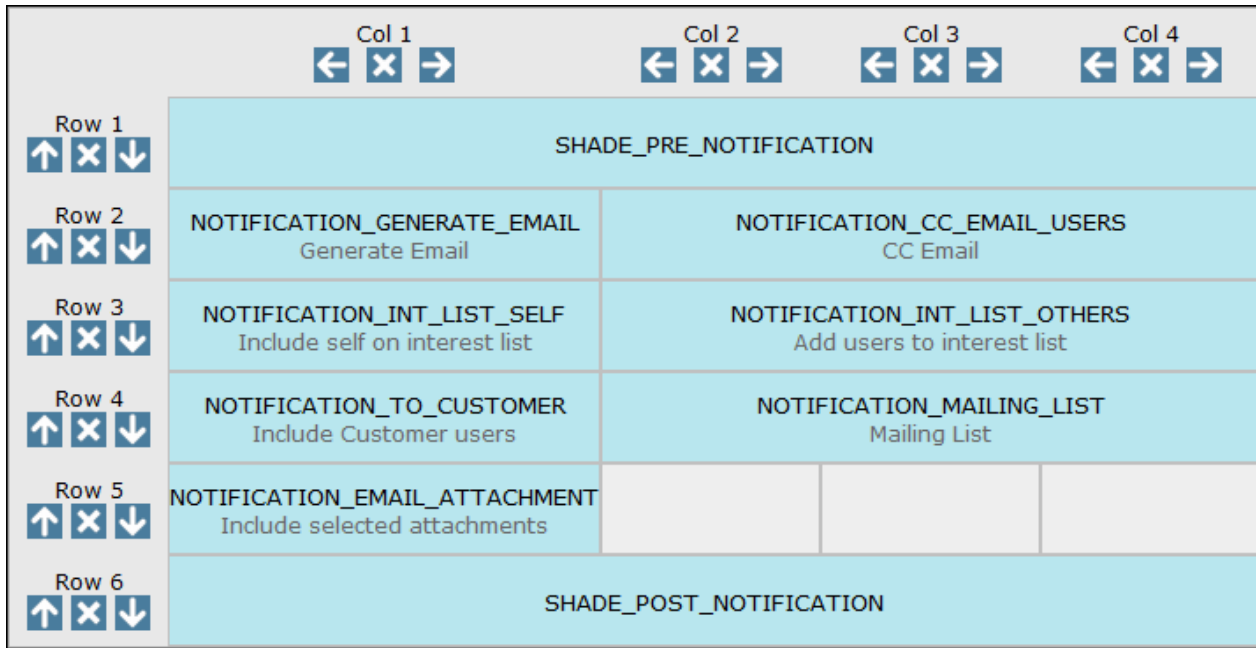 Col 1
Col 2
Col 3
Col 4
Row 1
SHADE_PRE_NOTIFICATION
Row 2
NOTIFICATION_GENERATE_EMAIL
Generate Email
NOTIFICATION_CC_EMAIL_USERS
CC Email
Row 3
NOTIFICATION_INT_LIST_SELF
Include self on interest list
NOTIFICATION_INT_LIST_OTHERS
Add users to interest list
Row 4
NOTIFICATION_TO_CUSTOMER
Include Customer users
NOTIFICATION_MAILING_LIST
Mailing List
Row 5
NOTIFICATION_EMAIL_ATTACHMENT
Include selected attachments
Row 6
SHADE_POST_NOTIFICATION